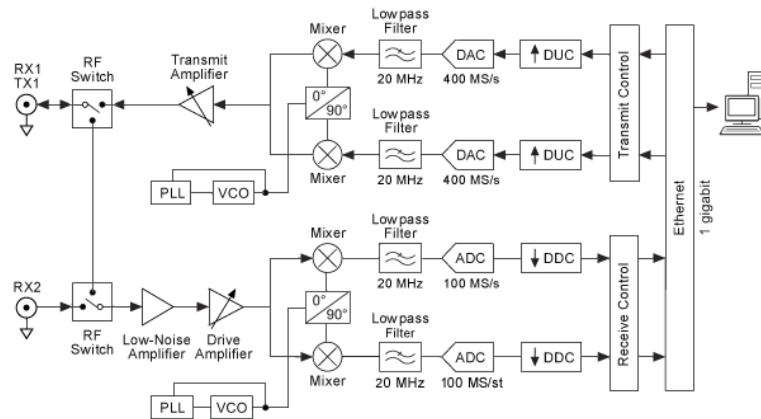 Mixer
Lowpass
Filter
20 MHz
DAC
400 MS/s
DUC
Transmit
Amplifier
RF
Switch
RX1
TX1
0°
90°
Transmit Control
Lowpass
Filter
20 MHz
DAC
400 MS/s
DUC
Mixer
PLL
VCO
Ethernet
1 gigabit
Mixer
Lowpass
Filter
20 MHz
ADC
100 MS/s
DDC
RX2
RF
Switch
Low-Noise
Amplifier
Drive
Amplifier
0°
90°
Receive Control
Lowpass
Filter
20 MHz
ADC
100 MS/st
DDC
Mixer
PLL
VCO